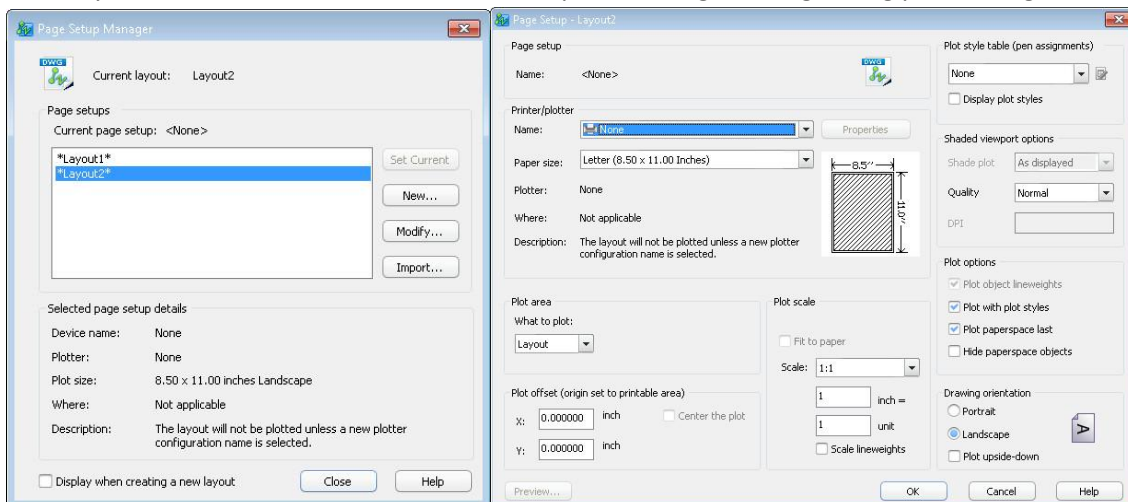 Page Setup Manager
DWG
Current layout: Layout2
Page setups
Current page setup: <None>
*Layout1*
*Layout2*
Set Current
New...
Modify...
Import...
Selected page setup details
Device name: None
Plotter: None
Plot size: 8.50 x 11.00 inches Landscape
Where: Not applicable
Description: The layout will not be plotted unless a new plotter
configuration name is selected.
Display when creating a new layout
Close
Help
Page Setup - Layout2
Page setup
Name: <None>
DWG
Printer/plotter
Name: None
Properties
Paper size: Letter (8.50 x 11.00 Inches)
Plotter: None
Where: Not applicable
Description: The layout will not be plotted unless a new plotter
configuration name is selected.
8.5''
11.0''
Plot area
What to plot:
Layout
Plot offset (origin set to printable area)
X: 0.000000 inch
Center the plot
Y: 0.000000 inch
Plot scale
Fit to paper
Scale: 1:1
1 inch =
1 unit
Scale lineweights
Plot style table (pen assignments)
None
Display plot styles
Shaded viewport options
Shade plot As displayed
Quality Normal
DPI
Plot options
Plot object lineweights
Plot with plot styles
Plot paperspace last
Hide paperspace objects
Drawing orientation
Portrait
Landscape
A
Plot upside-down
Preview...
OK
Cancel
Help